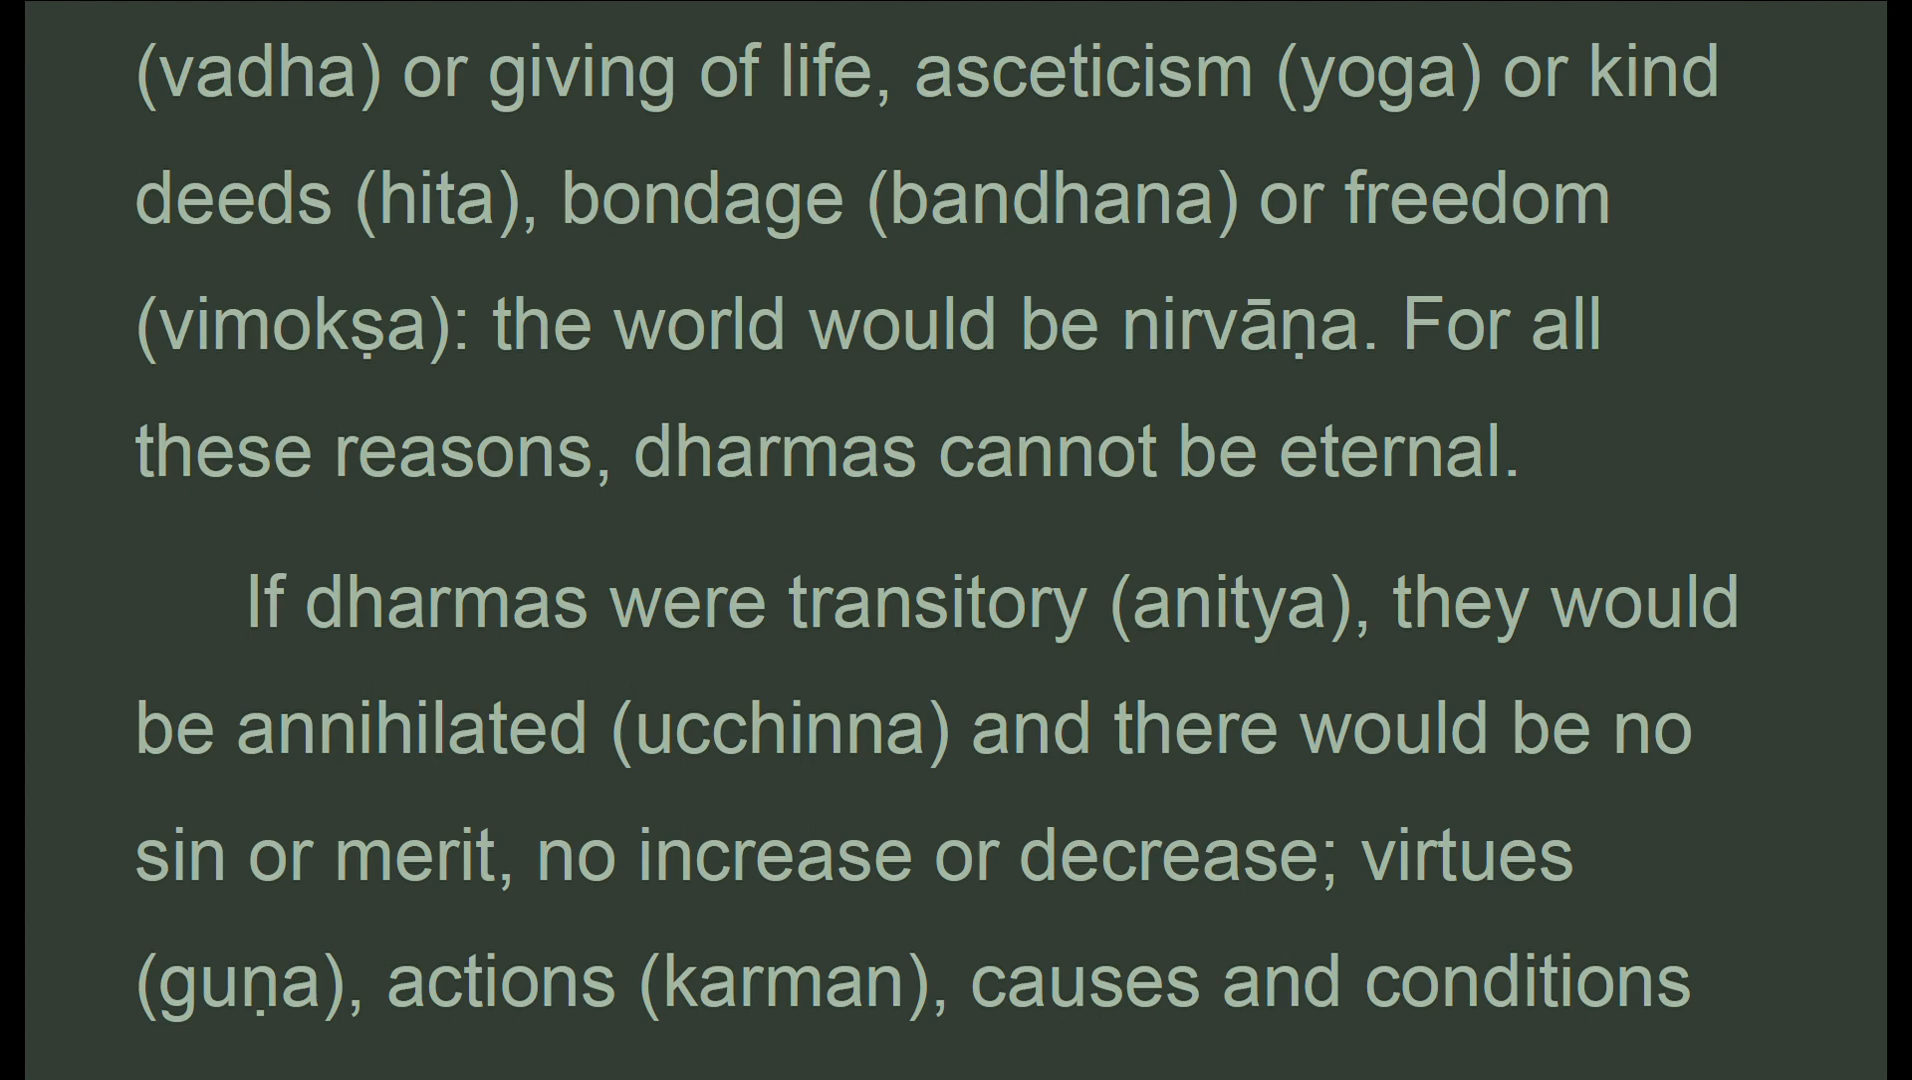 (vadha) or giving of life, asceticism (yoga) or kind
deeds (hita), bondage (bandhana) or freedom
(vimokṣa): the world would be nirvāṇa. For all
these reasons, dharmas cannot be eternal.
If dharmas were transitory (anitya), they would
be annihilated (ucchinna) and there would be no
sin or merit, no increase or decrease; virtues
(guṇa), actions (karman), causes and conditions